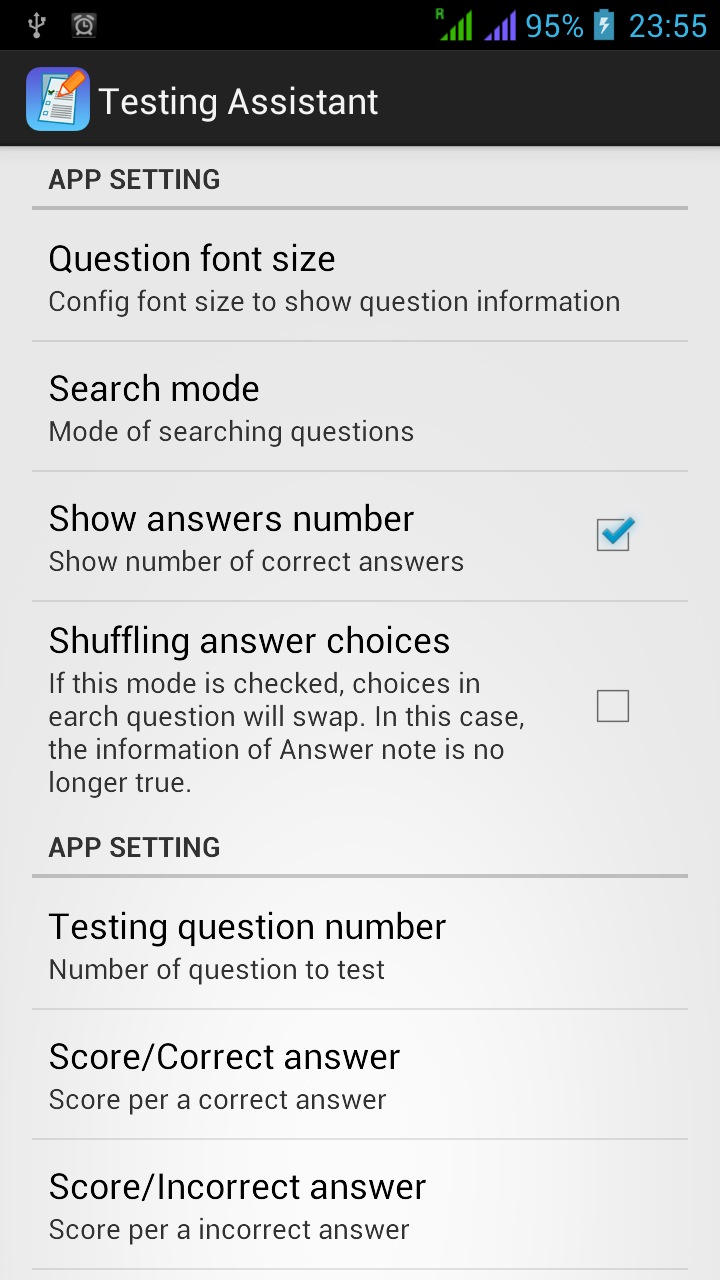 R
95% 23:55
Testing Assistant
APP SETTING
Question font size
Config font size to show question information
Search mode
Mode of searching questions
Show answers number
Show number of correct answers
Shuffling answer choices
If this mode is checked, choices in
earch question will swap. In this case,
the information of Answer note is no
longer true.
APP SETTING
Testing question number
Number of question to test
Score/Correct answer
Score per a correct answer
Score/Incorrect answer
Score per a incorrect answer